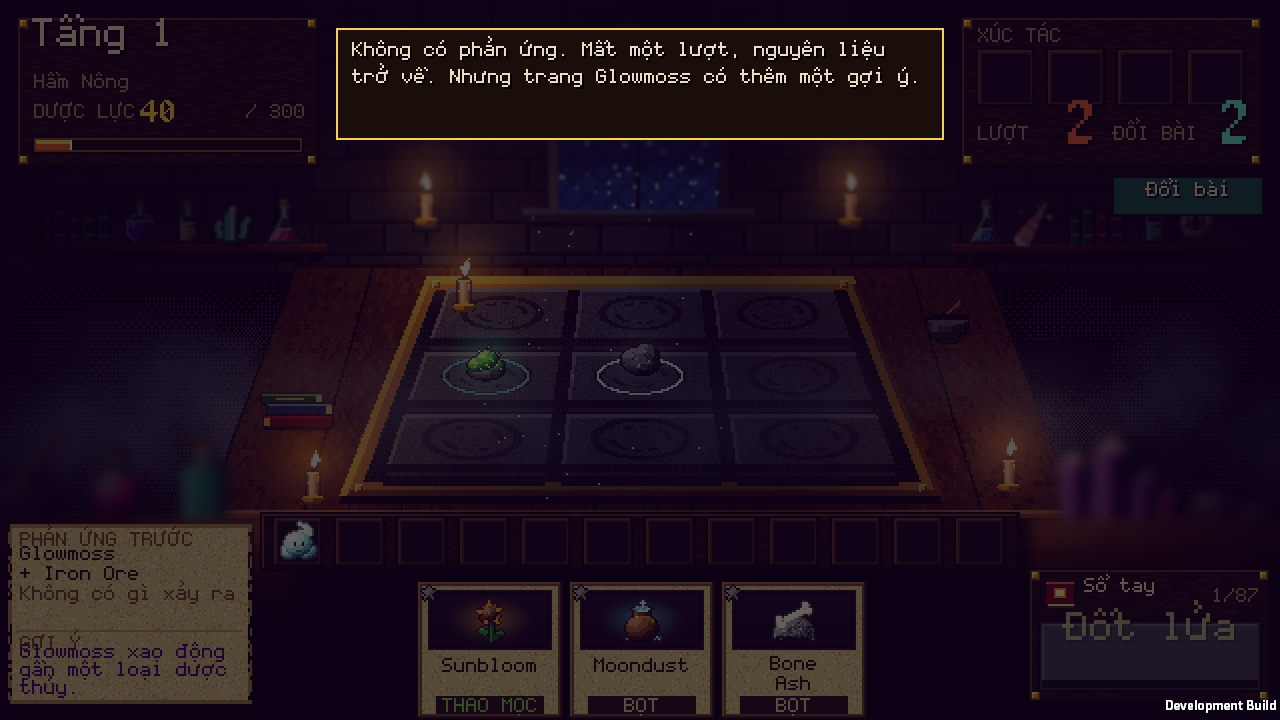 Tầng 1
Hầm Nông
DƯỢC LỰC 40 / 300
Không có phản ứng. Mất một lượt, nguyên liệu
trở về. Nhưng trang Glowmoss có thêm một gợi ý.
XÚC TÁC
LƯỢT 2 ĐỔI BÀI 2
Đổi bài
PHẢN ỨNG TRƯỚC
Glowmoss
+ Iron Ore
Không có gì xảy ra
GỢI Ý
Glowmoss xao động
gần một loại dược
thủy.
Sunbloom
THẢO MỘC
Moondust
BỘT
Bone
Ash
BỘT
Sổ tay
1/87
Đốt lửa
Development Build